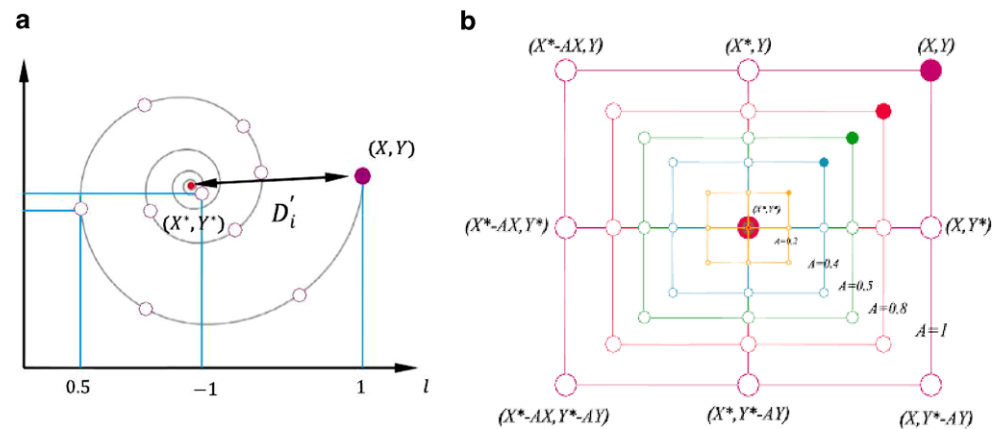 a
(X, Y)
(X*, Y*)
D′i
0.5
−1
1
l
b
(X*-AX,Y)
(X*,Y)
(X,Y)
(X*,Y*)
(X*-AX,Y*)
(X,Y*)
A=0.2
A=0.4
A=0.5
A=0.8
A=1
(X*-AX,Y*-AY)
(X*,Y*-AY)
(X,Y*-AY)